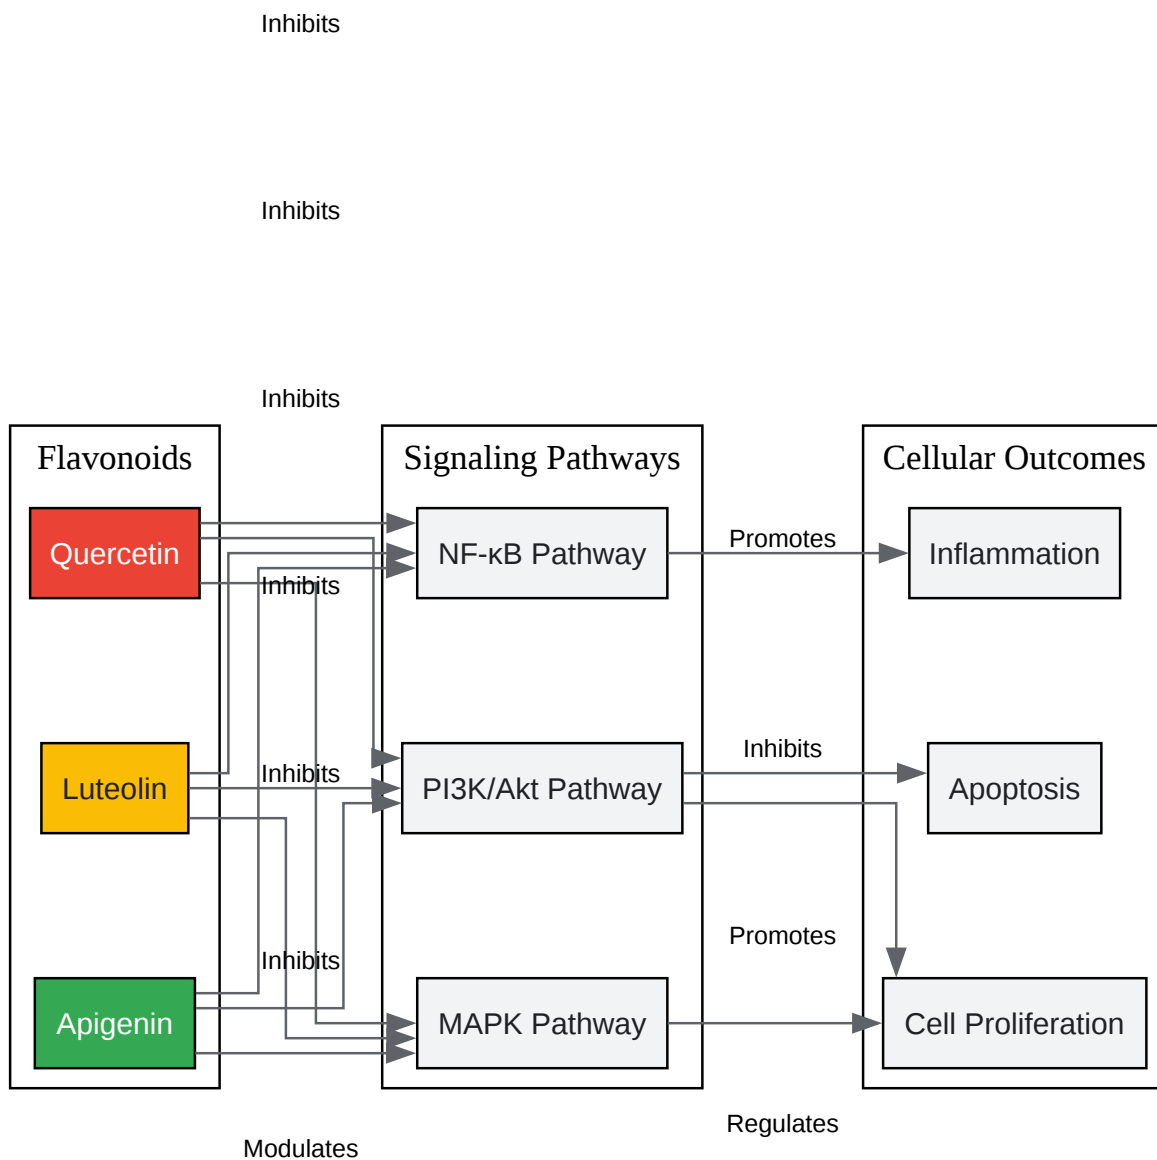 Inhibits
Inhibits
Inhibits
Flavonoids
Signaling Pathways
Cellular Outcomes
Quercetin
NF-κB Pathway
Promotes
Inflammation
Inhibits
Luteolin
Inhibits
PI3K/Akt Pathway
Inhibits
Apoptosis
Inhibits
Promotes
Apigenin
MAPK Pathway
Cell Proliferation
Modulates
Regulates